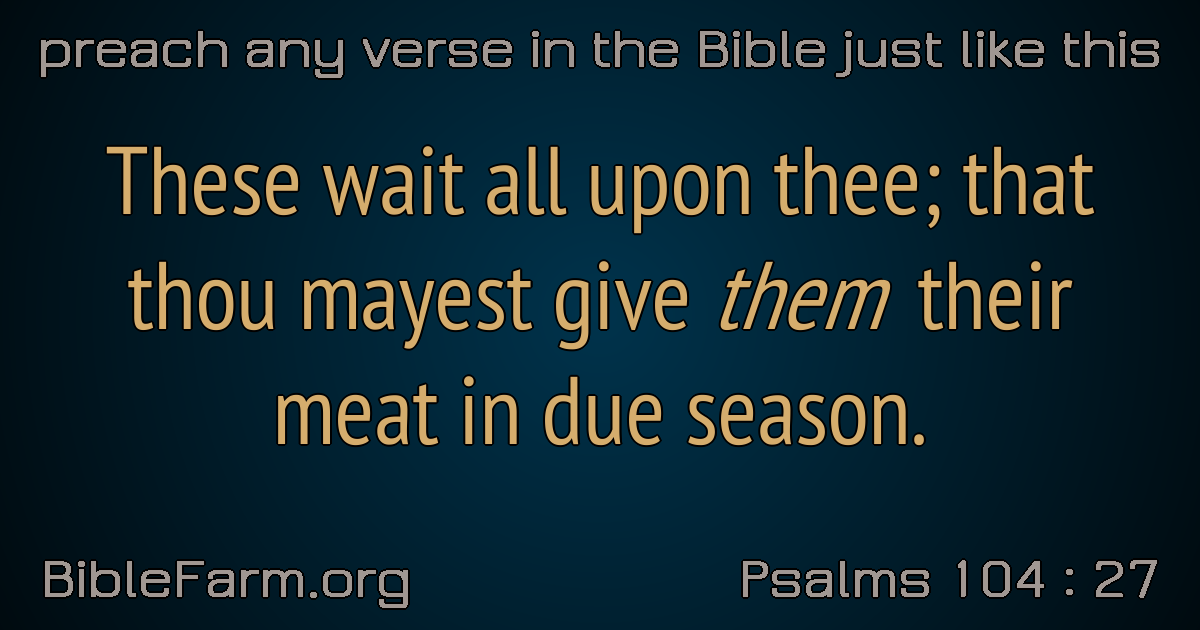 preach any verse in the Bible just like this
These wait all upon thee; that
thou mayest give them their
meat in due season.
BibleFarm.org
Psalms 104 : 27